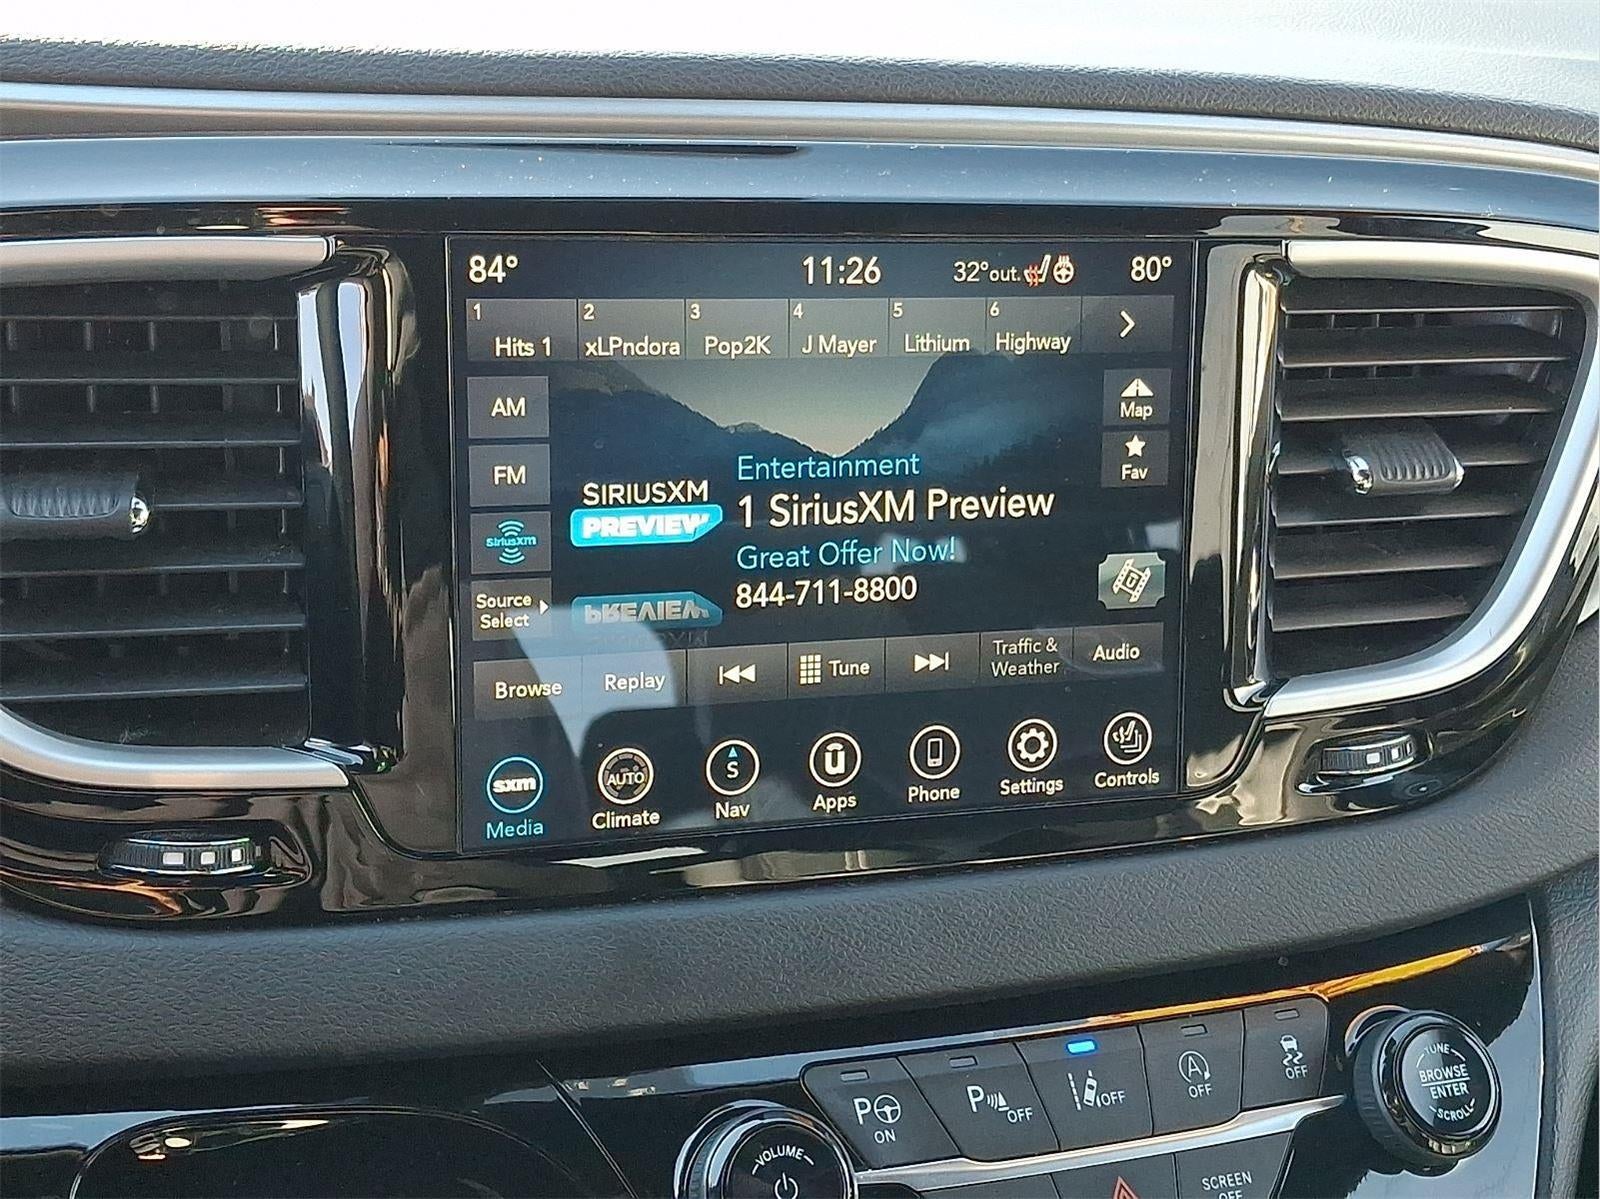 84° 11:26 32°out. 80°
1 2 3 4 5 6
Hits 1 xLPndora Pop2K J Mayer Lithium Highway
AM
FM
SiriusXM
Source
Select
Map
Fav
SIRIUSXM
PREVIEW
Entertainment
1 SiriusXM Preview
Great Offer Now!
844-711-8800
Browse Replay Tune Traffic &
Weather Audio
sxm AUTO S ū
Media Climate Nav Apps Phone Settings Controls
P ON
P OFF
OFF
A OFF
OFF
VOLUME
SCREEN
OFF
TUNE
BROWSE
ENTER
SCROLL